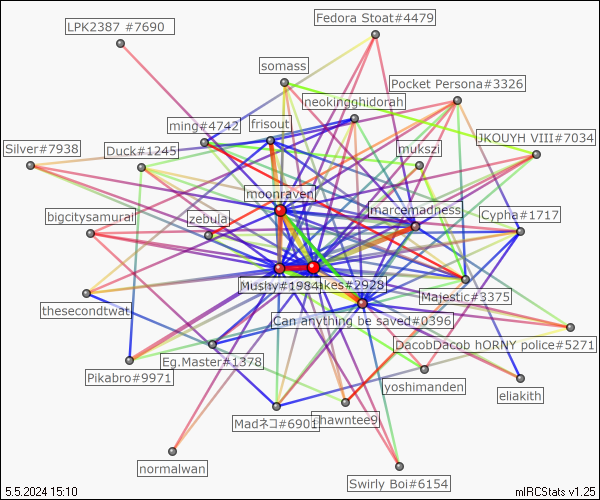 Fedora Stoat#4479
LPK2387 #7690
somass
Pocket Persona#3326
neokingghidorah
ming#4742
frisout
JKOUYH VIII#7034
Silver#7938
Duck#1245
mukszi
moonraven
bigcitysamurai
zebula
marcemadness
Cypha#1717
Mushy#1984
akes#2928
Majestic#3375
thesecondtwat
Can anything be saved#0396
DacobDacob hORNY police#5271
Eg.Master#1378
Pikabro#9971
yoshimanden
eliakith
Madネコ#6901
shawntee9
normalwan
Swirly Boi#6154
5.5.2024 15:10
mIRCStats v1.25